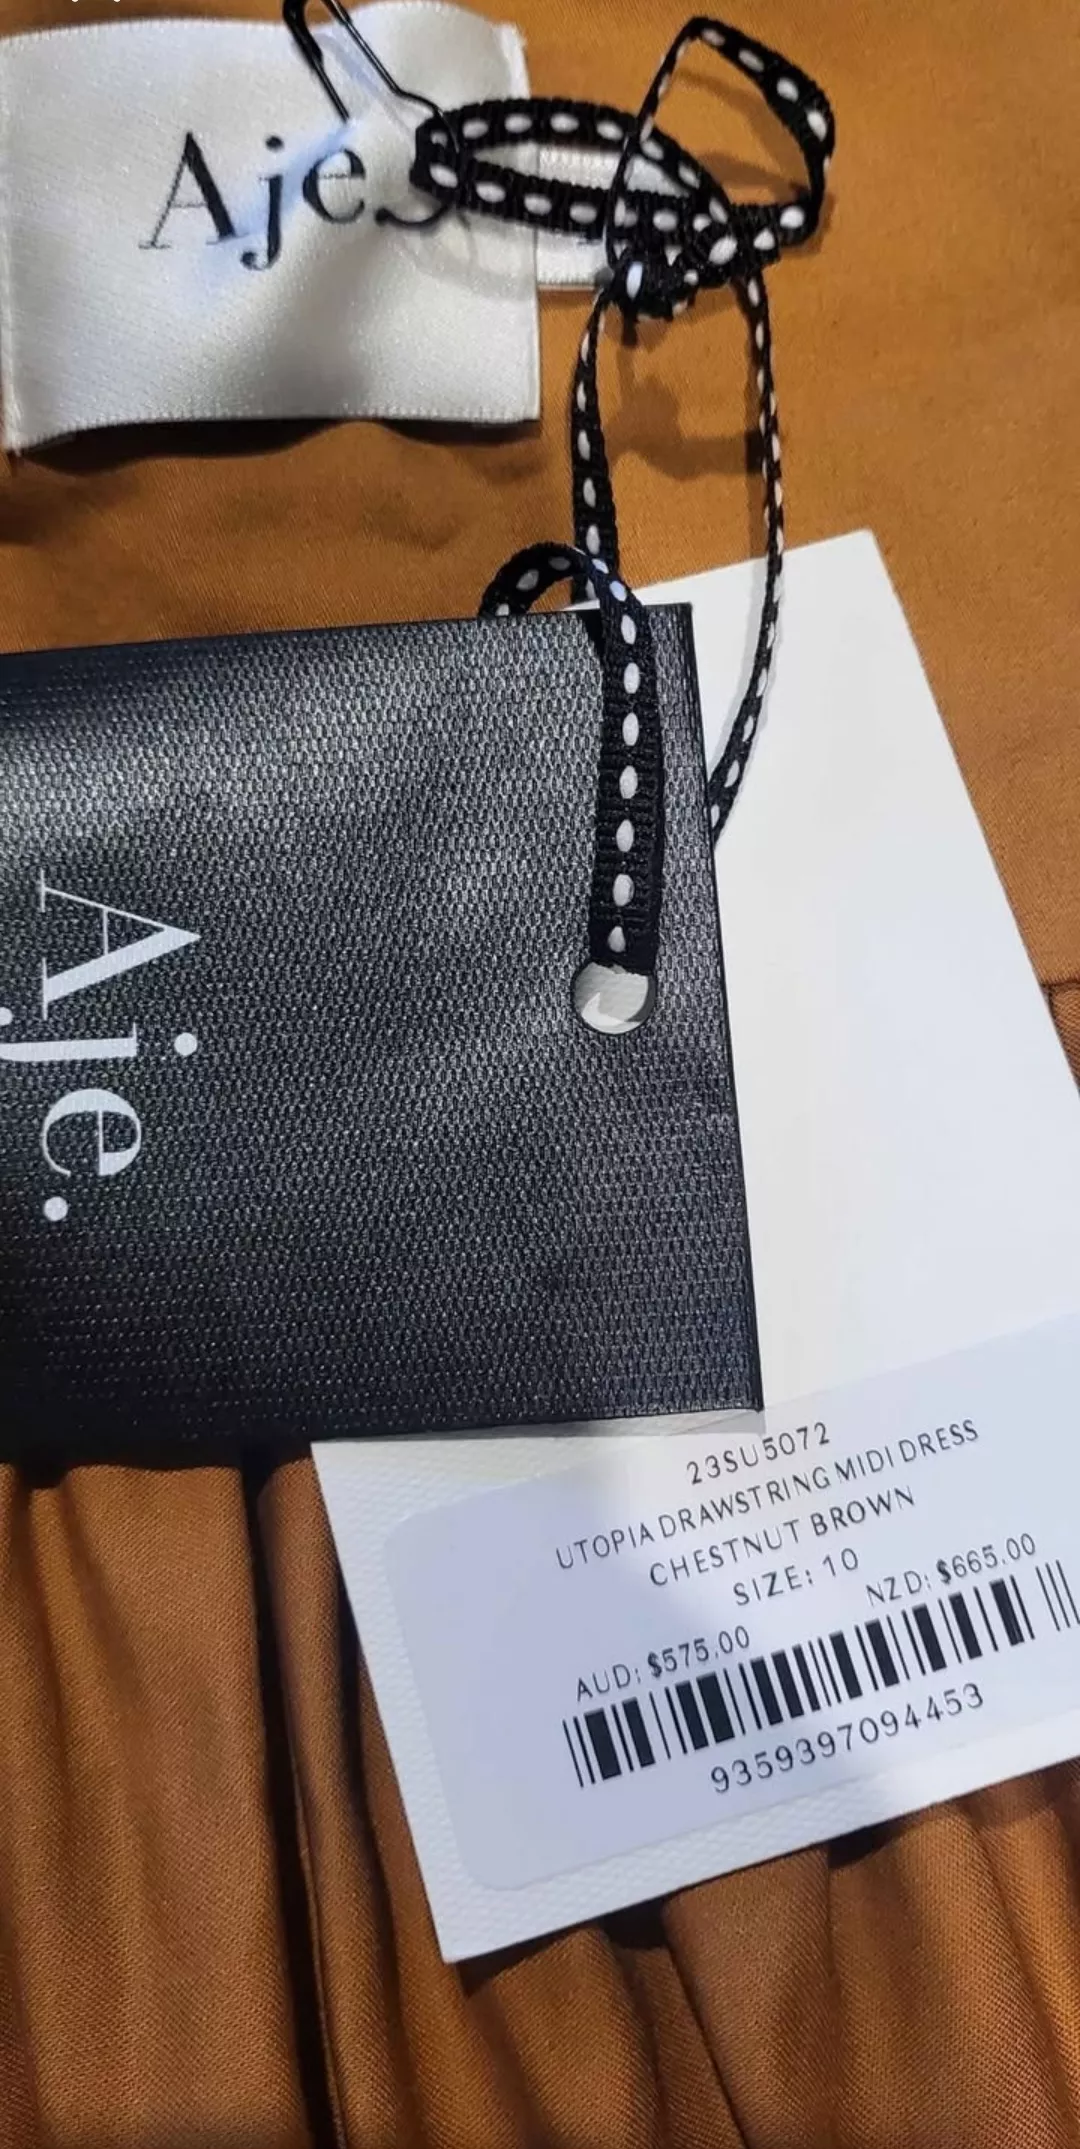 Aje
Aje.
23SU5072
UTOPIA DRAWSTRING MIDI DRESS
CHESTNUT BROWN
SIZE: 10
AUD: $575.00 NZD: $665.00
9359397094453